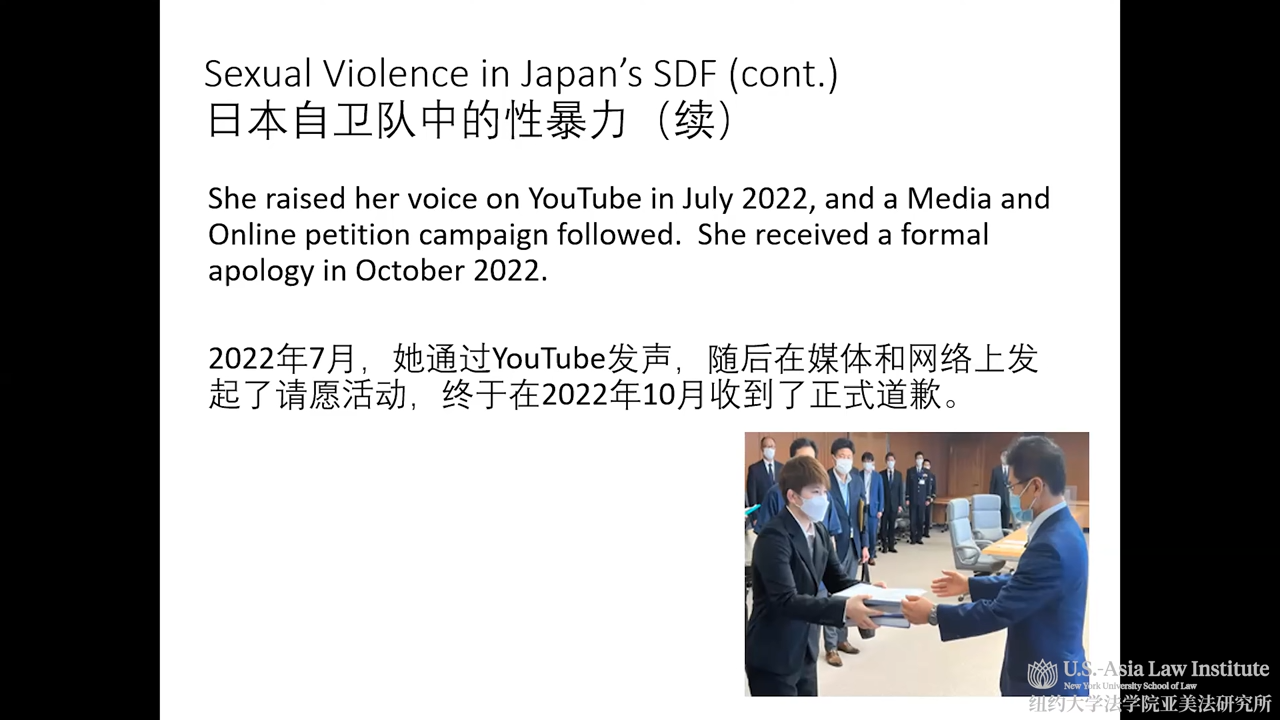 Sexual Violence in Japan's SDF (cont.)
日本自卫队中的性暴力（续）
She raised her voice on YouTube in July 2022, and a Media and
Online petition campaign followed.  She received a formal
apology in October 2022.
2022年7月，她通过YouTube发声，随后在媒体和网络上发
起了请愿活动，终于在2022年10月收到了正式道歉。
U.S.-Asia Law Institute
New York University School of Law
纽约大学法学院亚美法研究所